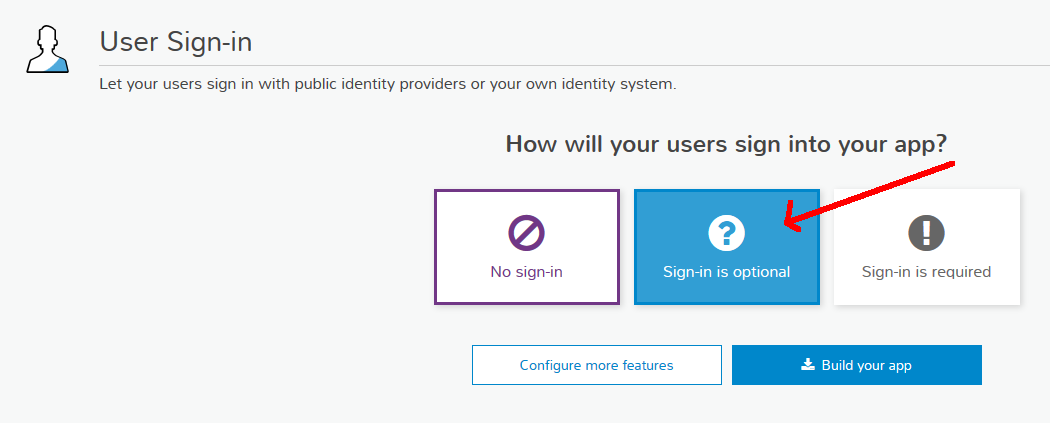 User Sign-in
Let your users sign in with public identity providers or your own identity system.
How will your users sign into your app?
No sign-in
Sign-in is optional
Sign-in is required
Configure more features
Build your app